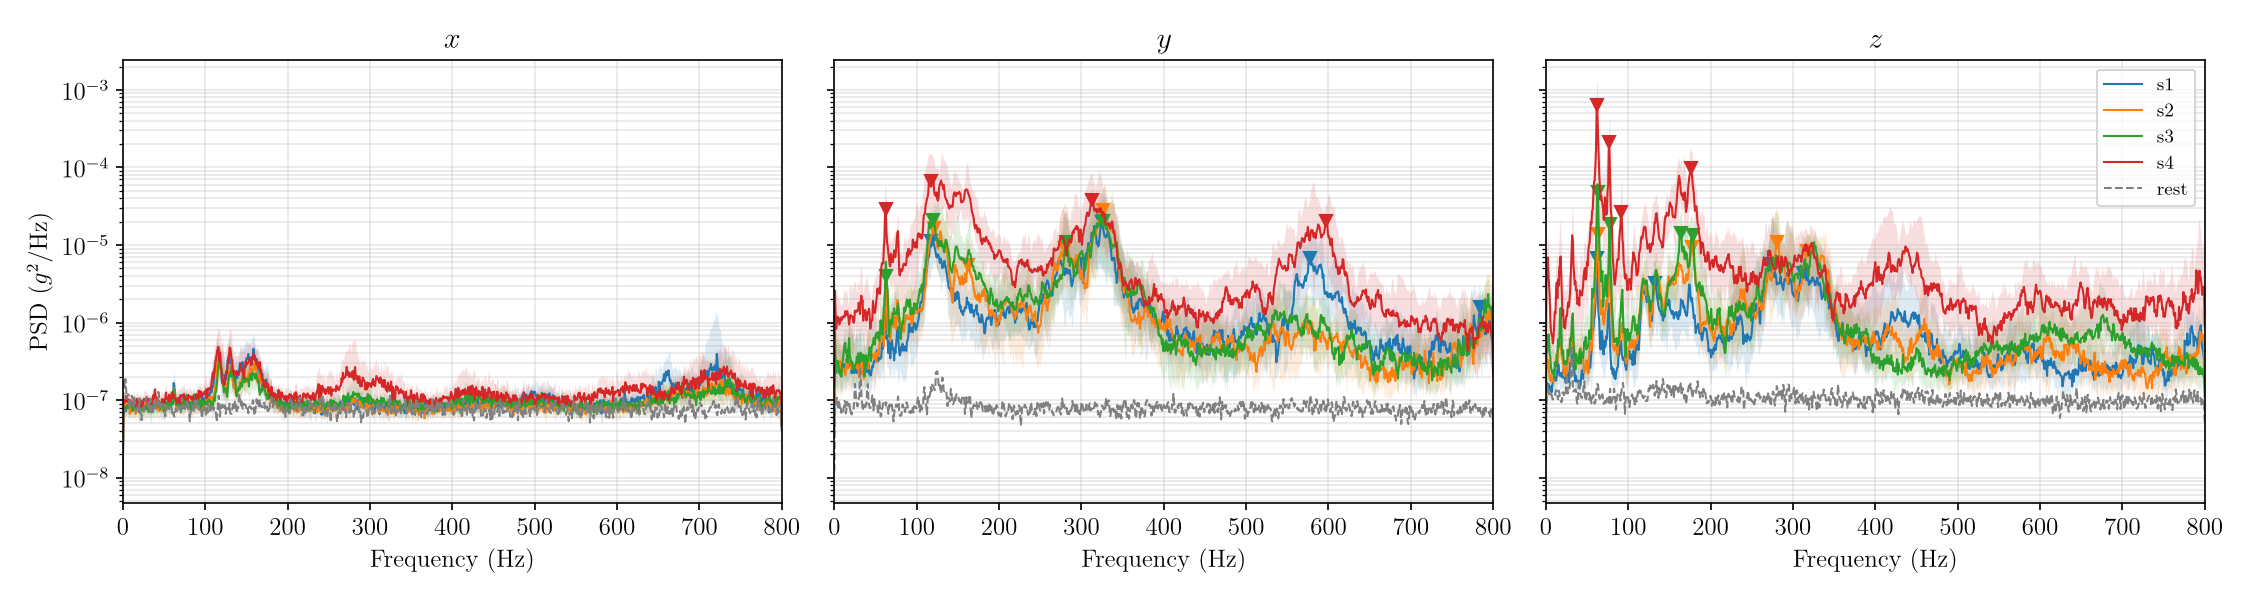 x
y
z
PSD (g²/Hz)
10⁻³
10⁻⁴
10⁻⁵
10⁻⁶
10⁻⁷
10⁻⁸
s1
s2
s3
s4
rest
0 100 200 300 400 500 600 700 800
0 100 200 300 400 500 600 700 800
0 100 200 300 400 500 600 700 800
Frequency (Hz)
Frequency (Hz)
Frequency (Hz)